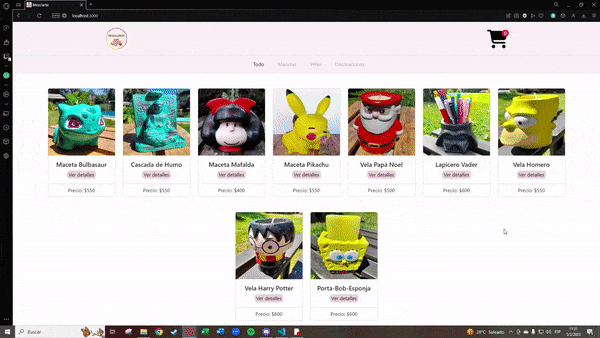 Mezclarte
localhost:3000
0
Todo Macetas Velas Decoraciones
Maceta Bulbasaur Cascada de Humo Maceta Mafalda Maceta Pikachu Vela Papá Noel Lapicero Vader Vela Homero
Ver detalles Ver detalles Ver detalles Ver detalles Ver detalles Ver detalles Ver detalles
Precio: $550 Precio: $550 Precio: $400 Precio: $550 Precio: $500 Precio: $600 Precio: $550
Vela Harry Potter Porta-Bob-Esponja
Ver detalles Ver detalles
Precio: $600 Precio: $600
Buscar 28°C Soleado ESP